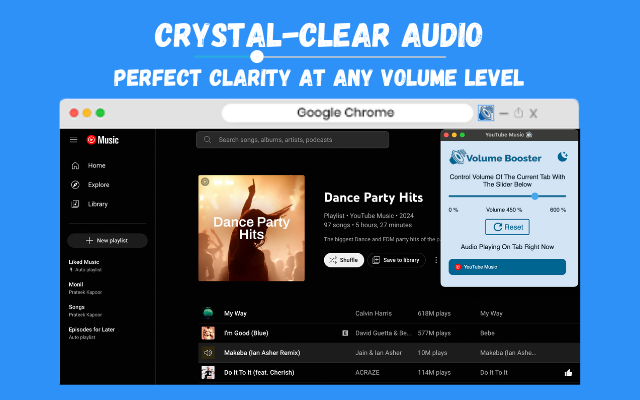 CRYSTAL-CLEAR AUDIO
PERFECT CLARITY AT ANY VOLUME LEVEL
Google Chrome
X
Music
Search songs, albums, artists, podcasts
Home
Explore
Library
New playlist
Liked Music
Auto playlist
Monil
Prateek Kapoor
Songs
Prateek Kapoor
Episodes for Later
Auto playlist
Dance Party
Hits
Dance Party Hits
Playlist • YouTube Music • 2024
97 songs • 5 hours, 27 minutes
The biggest Dance and EDM party hits of the p
Shuffle
Save to library
YouTube Music
Volume Booster
Control Volume Of The Current Tab With
The Slider Below
0 %
Volume 450 %
600 %
Reset
Audio Playing On Tab Right Now
YouTube Music
My Way Calvin Harris 618M plays My Way
I'm Good (Blue) E David Guetta & Be.. 577M plays Bebe
Makeba (Ian Asher Remix) Jain & Ian Asher 10M plays Makeba (Ian Ashe...
Do It To It (feat. Cherish) ACRAZE 114M plays Do It To It